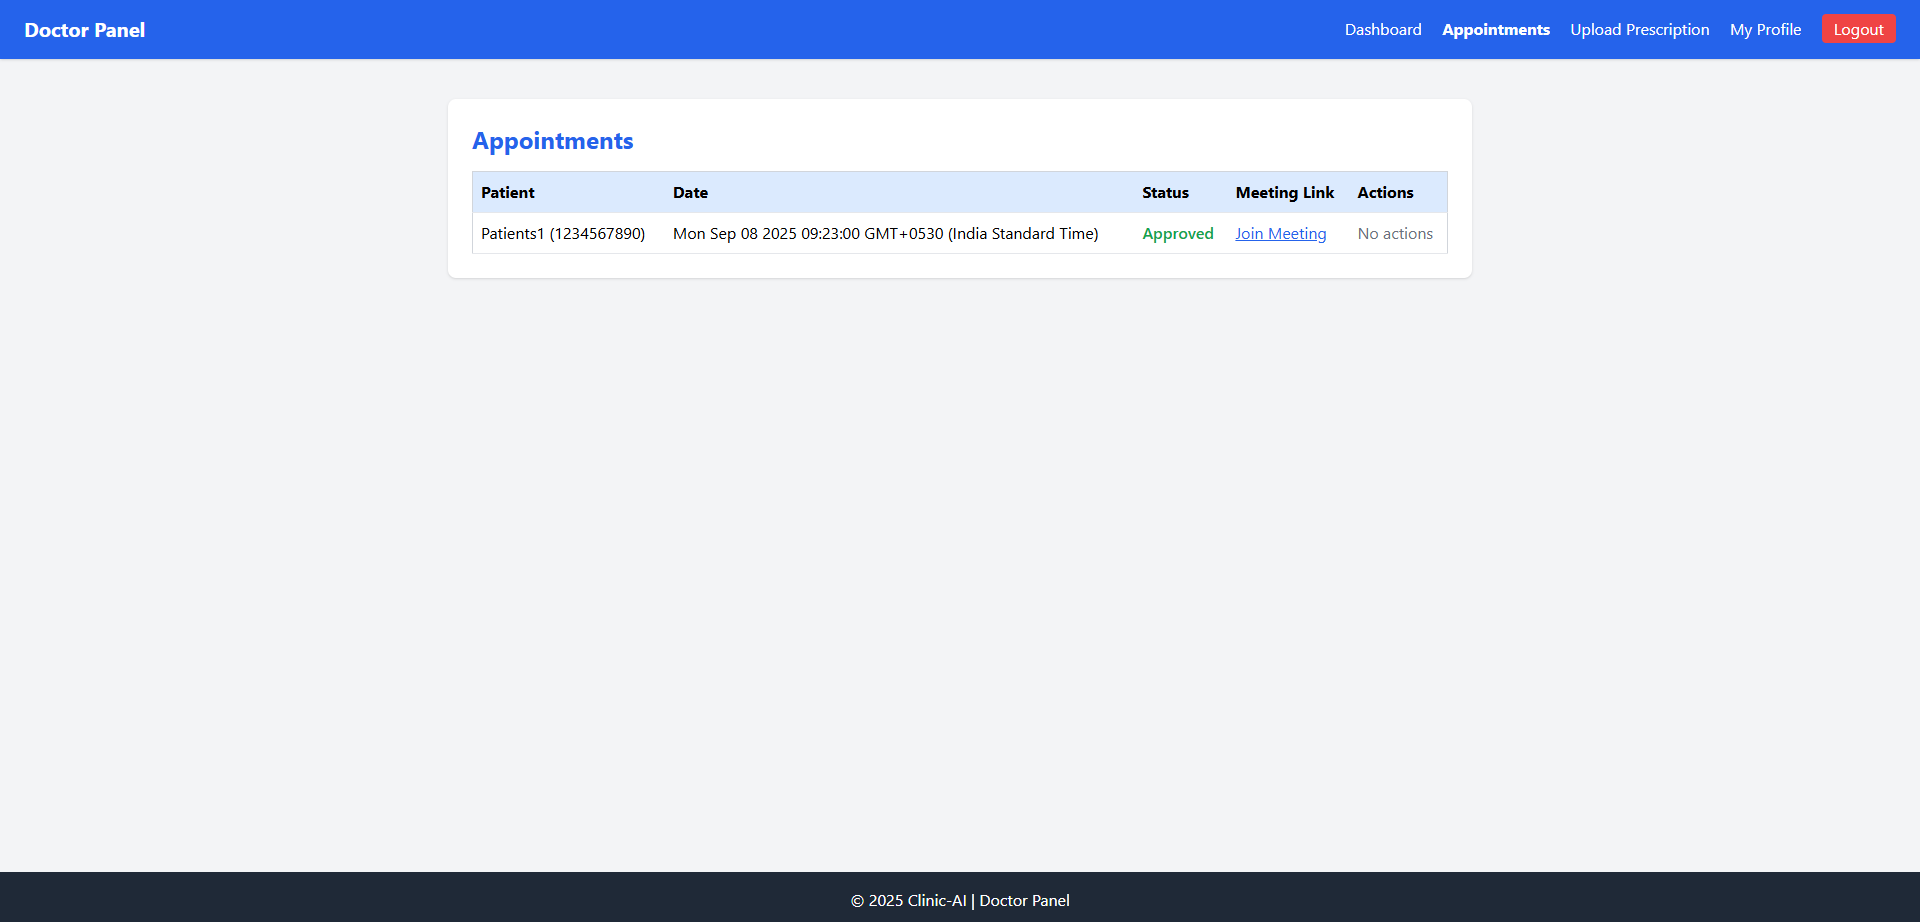 Doctor Panel Dashboard Appointments Upload Prescription My Profile Logout
Appointments
Patient Date Status Meeting Link Actions
Patients1 (1234567890) Mon Sep 08 2025 09:23:00 GMT+0530 (India Standard Time) Approved Join Meeting No actions
© 2025 Clinic-AI | Doctor Panel